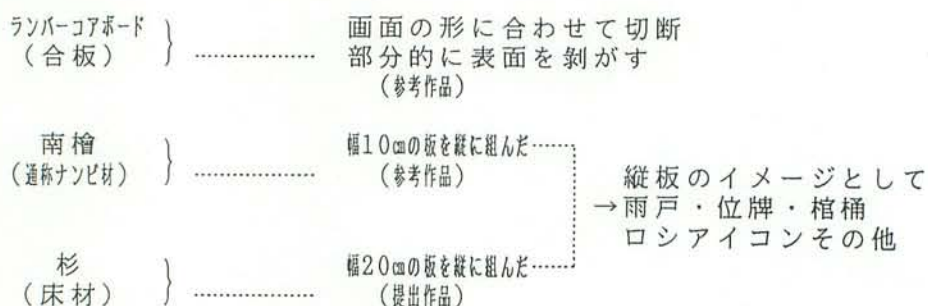 ランバーコアボード
(合板)
画面の形に合わせて切断
部分的に表面を剥がす
(参考作品)
南檜
(通称ナンピ材)
幅10㎝の板を縦に組んだ
(参考作品)
縦板のイメージとして
→雨戸・位牌・棺桶
ロシアイコンその他
杉
(床材)
幅20㎝の板を縦に組んだ
(提出作品)